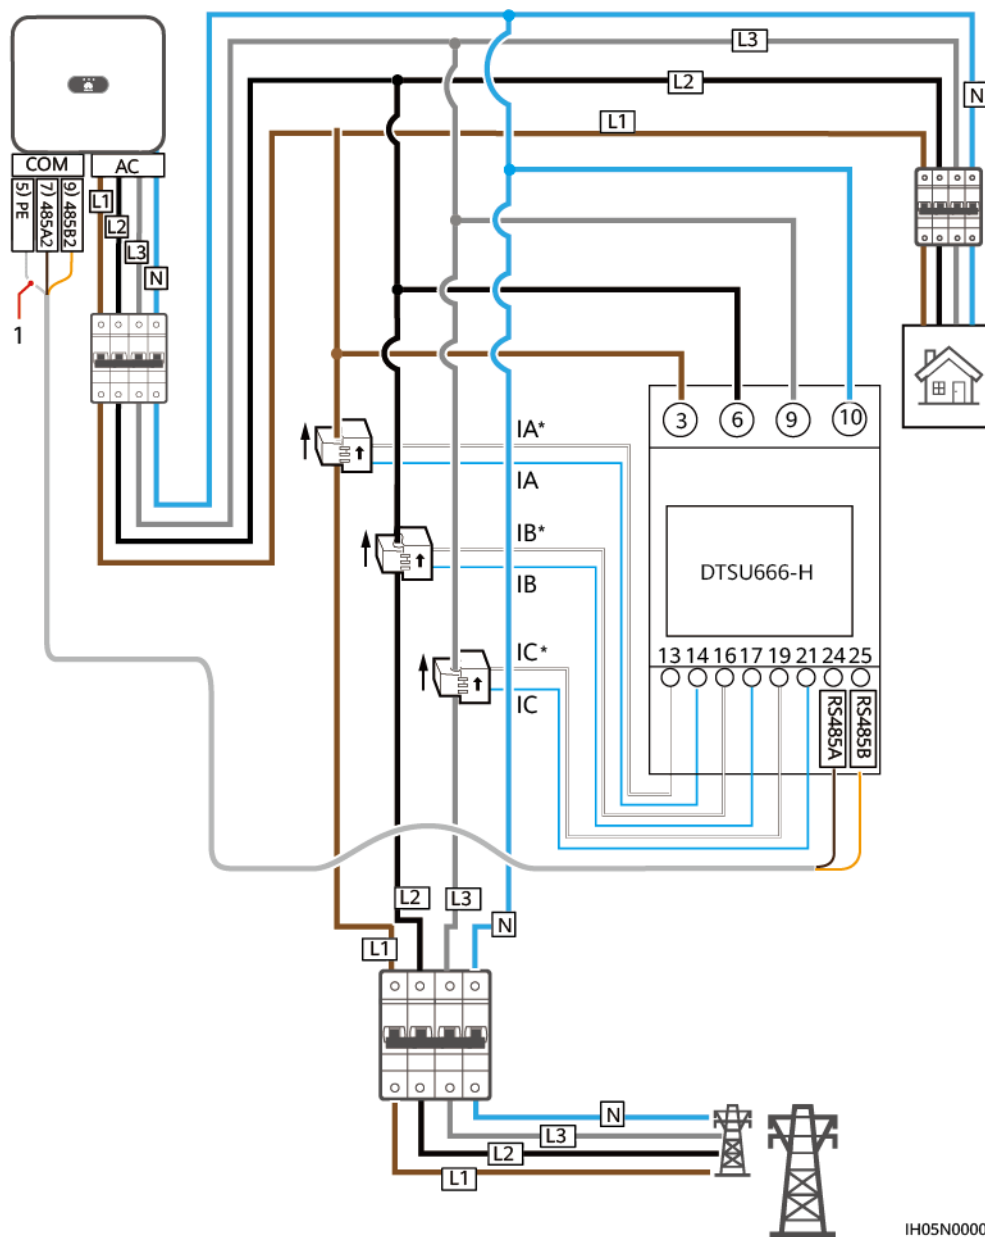 L3
L2
N
L1
COM
AC
5) PE
7) 485A2
9) 485B2
L1
L2
L3
N
1
3
6
9
10
IA*
IA
IB*
IB
IC*
IC
DTSU666-H
13 14 16 17 19 21 24 25
RS485A
RS485B
L2
L3
N
L1
N
L3
L2
L1
IH05N0000